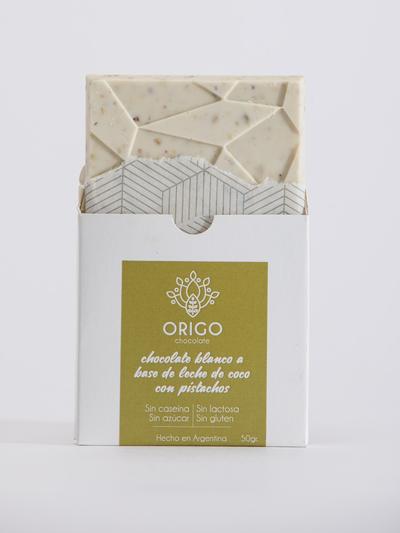 ORIGO
chocolate
chocolate blanco a
base de leche de coco
con pistachos
Sin caseína | Sin lactosa
Sin azúcar | Sin gluten
Hecho en Argentina 50gr.